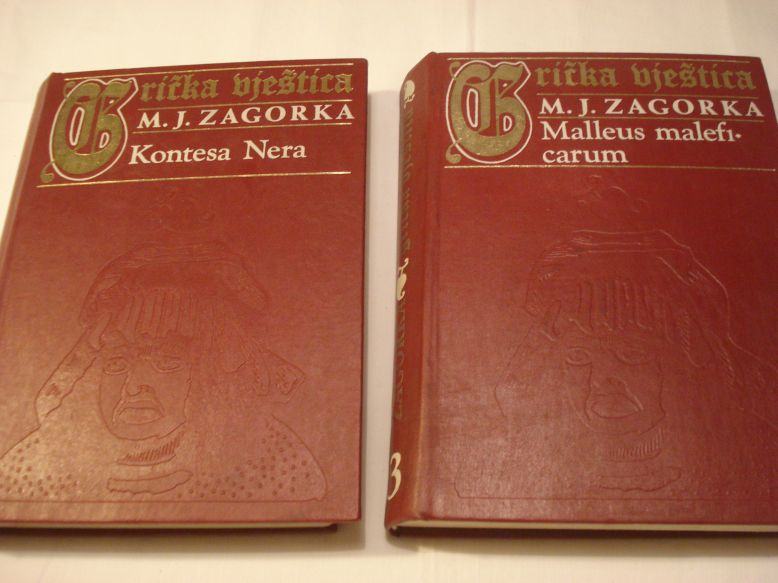 Grička vještica
M. J. ZAGORKA
Kontesa Nera
Grička vještica
M. J. ZAGORKA
Malleus malefi-
carum
ZAGORKA
3